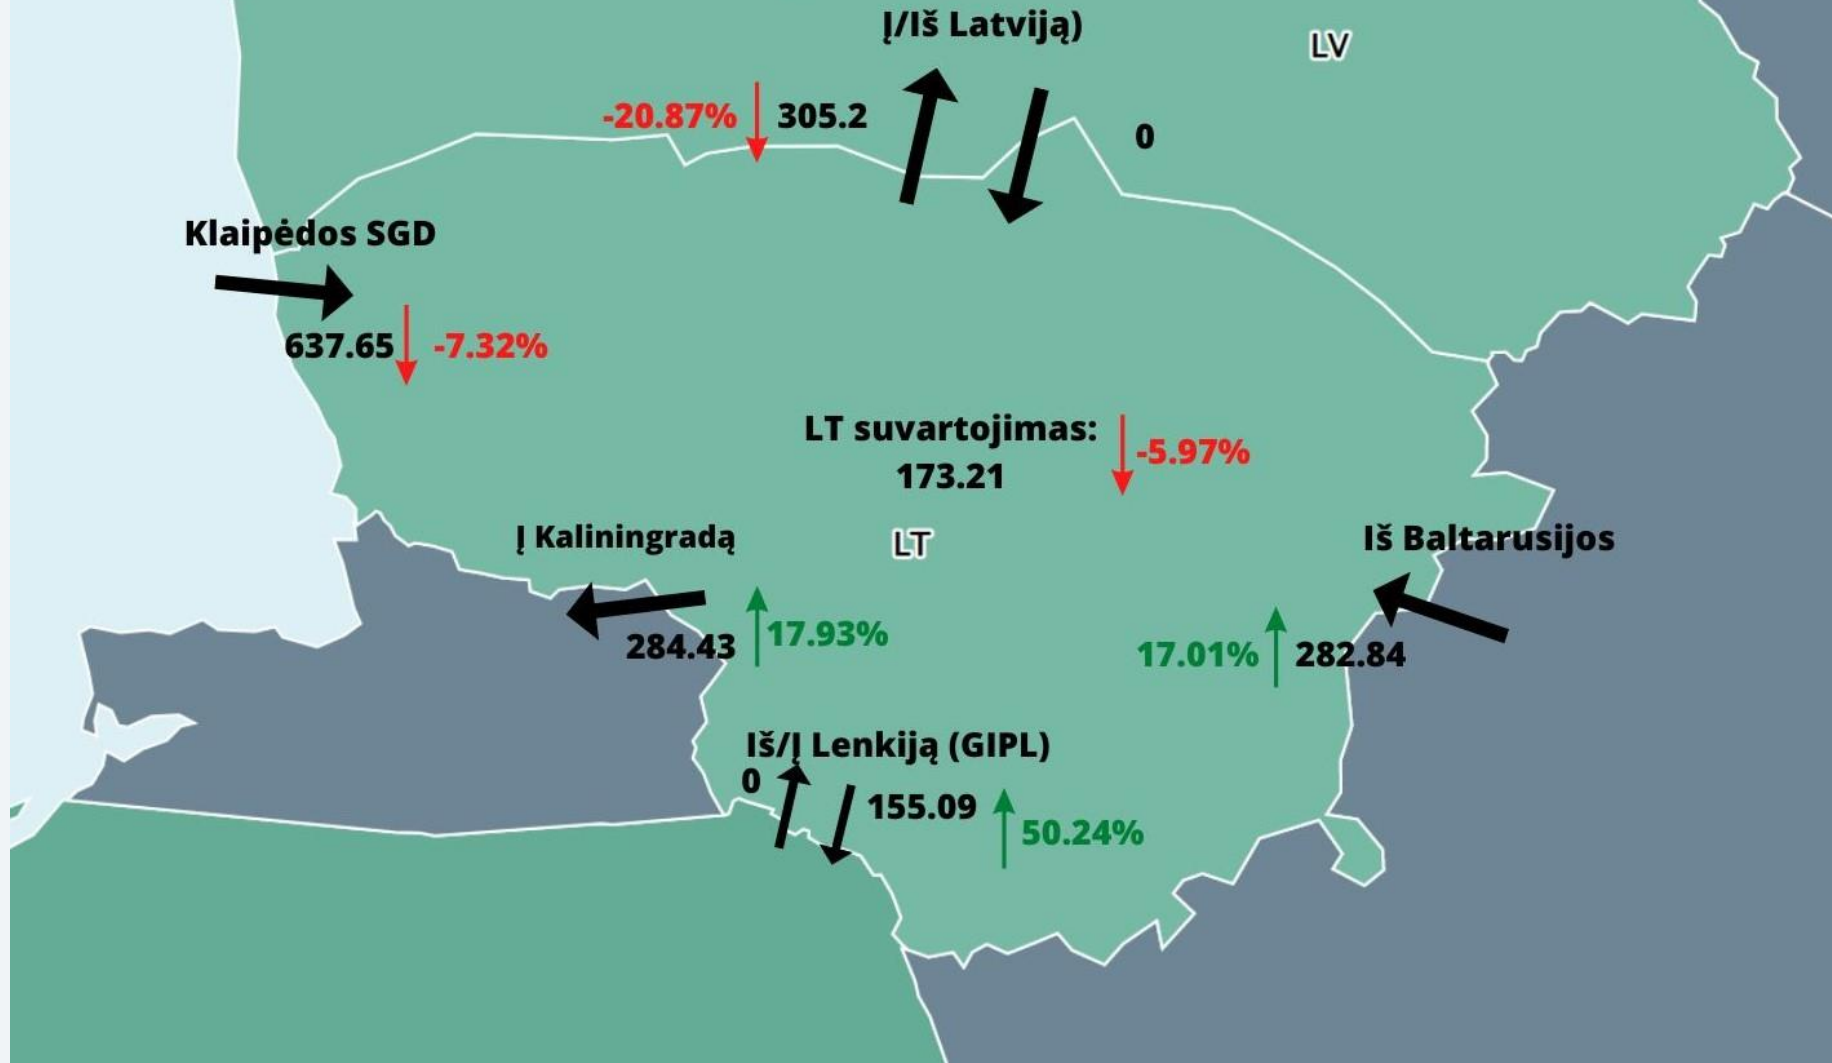 Į/Iš Latviją)
LV
-20.87%
305.2
0
Klaipėdos SGD
637.65
-7.32%
LT suvartojimas:
173.21
-5.97%
Į Kaliningradą
LT
Iš Baltarusijos
284.43
17.93%
17.01%
282.84
Iš/Į Lenkiją (GIPL)
0
155.09
50.24%